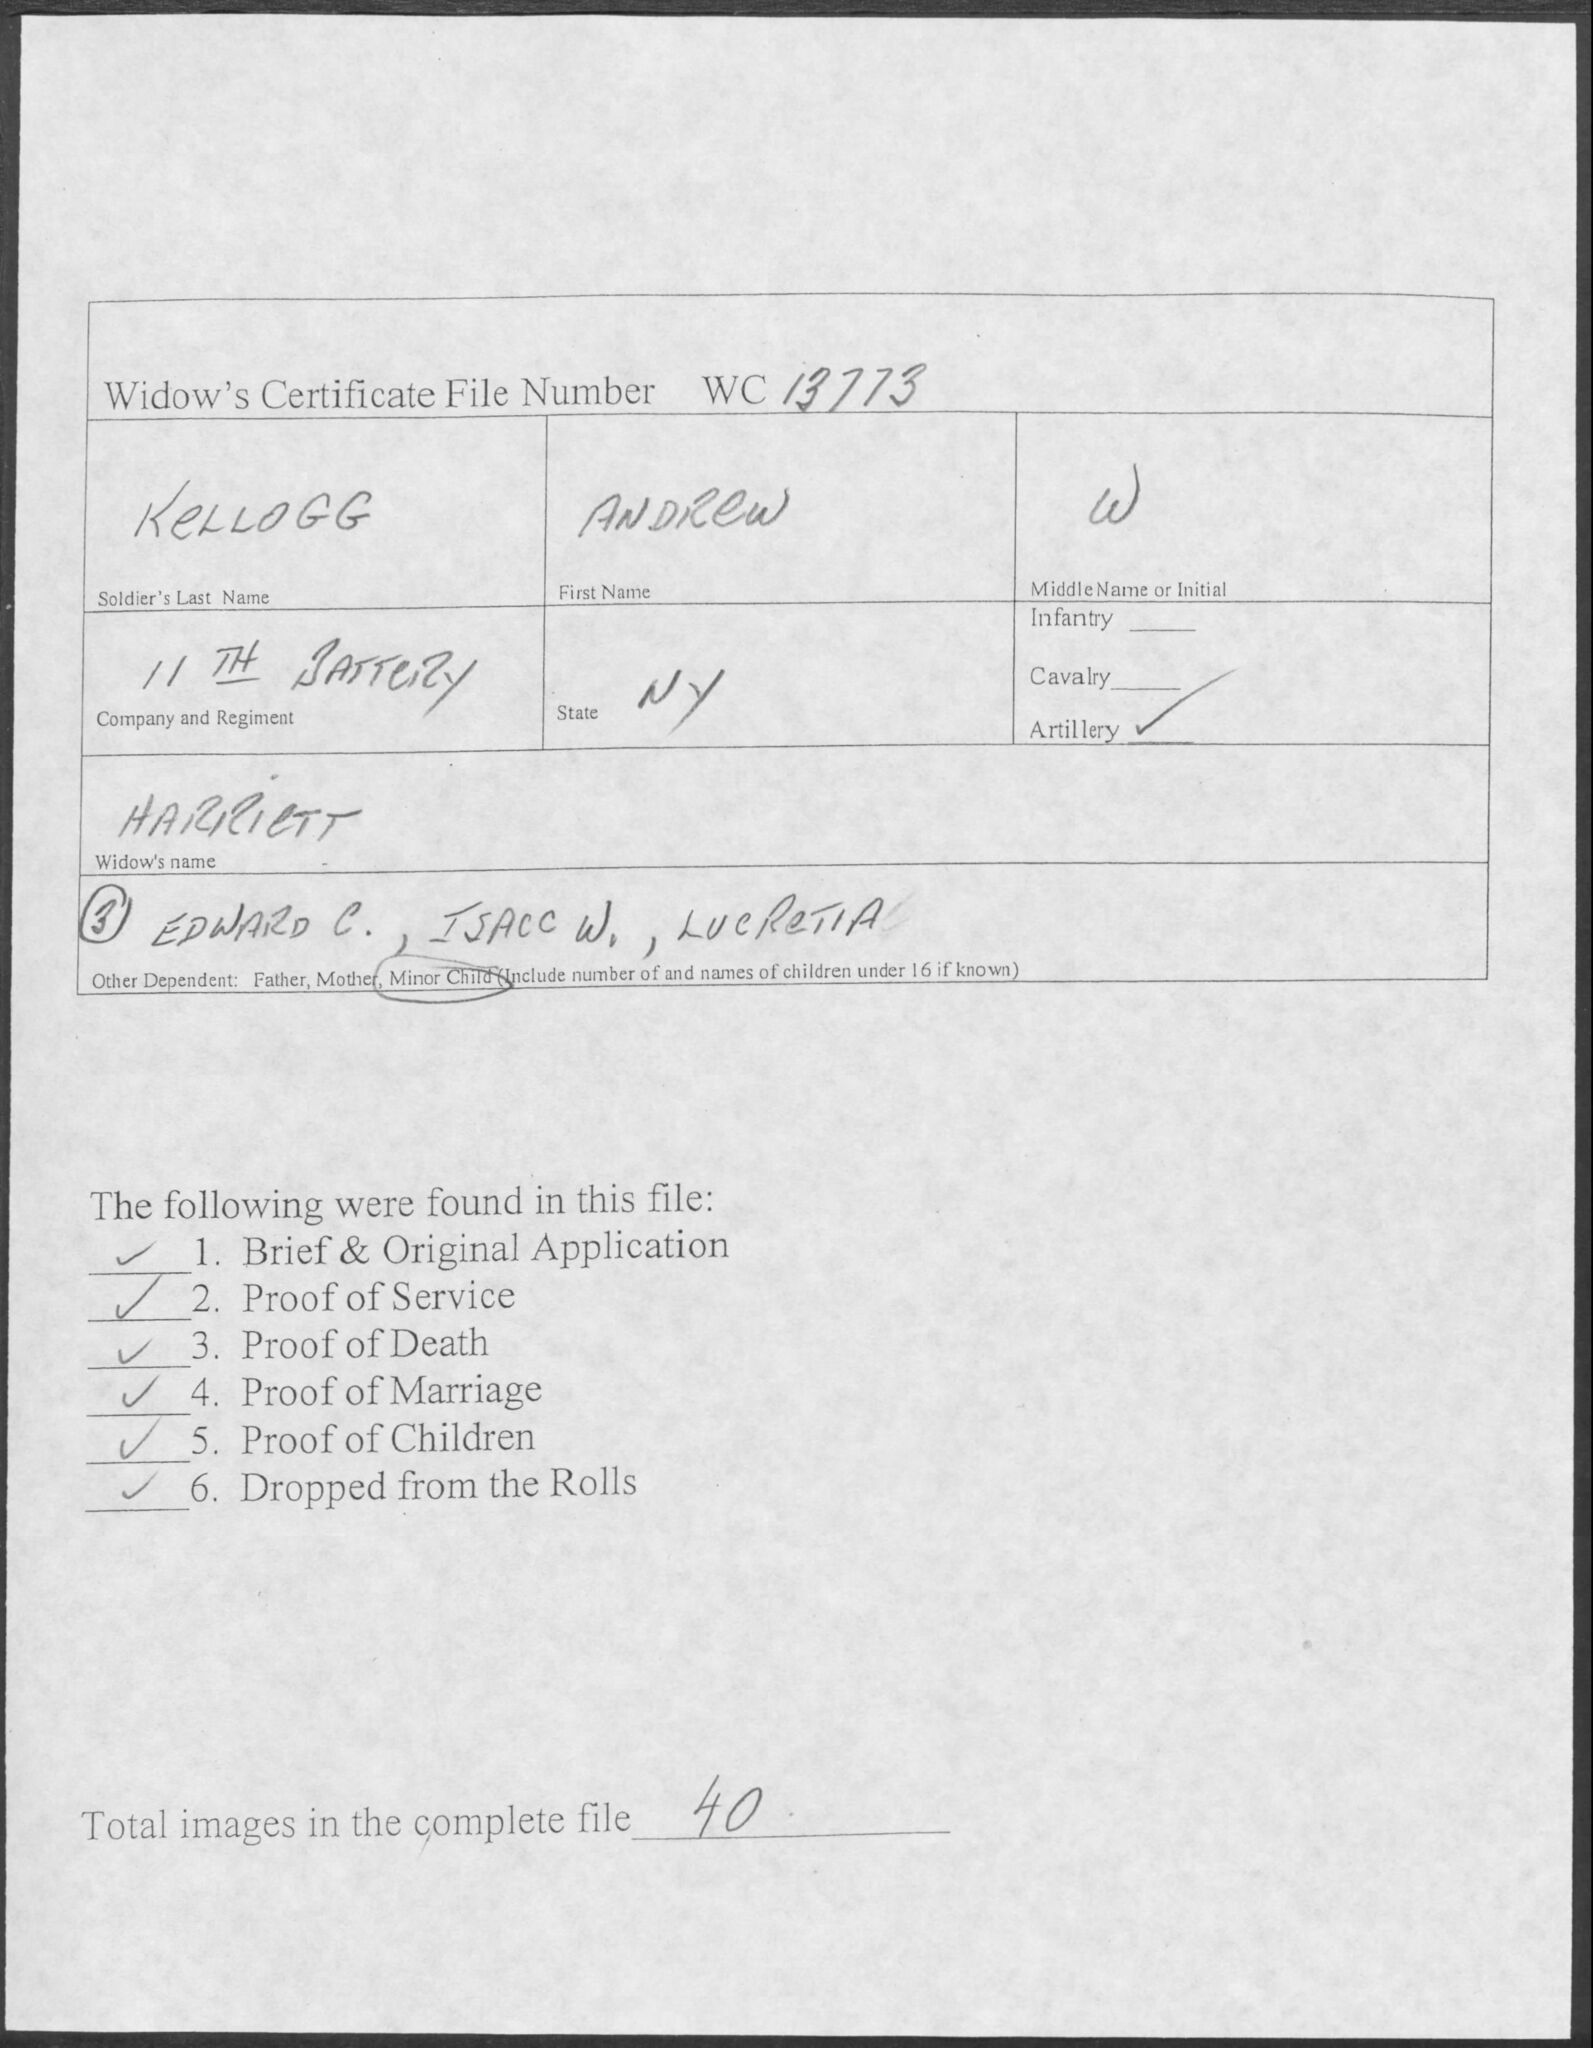 Widow's Certificate File Number WC 13773
KELLOGG
ANDREW
W
Soldier's Last Name
First Name
Middle Name or Initial
11 TH BATTERY
Company and Regiment
State NY
Infantry ____
Cavalry ____
Artillery ✓
HARRIETT
Widow's name
3 EDWARD C., ISACC W., LUCRETIA
Other Dependent: Father, Mother, Minor Child (Include number of and names of children under 16 if known)
The following were found in this file:
✓ 1. Brief & Original Application
✓ 2. Proof of Service
✓ 3. Proof of Death
✓ 4. Proof of Marriage
✓ 5. Proof of Children
✓ 6. Dropped from the Rolls
Total images in the complete file 40